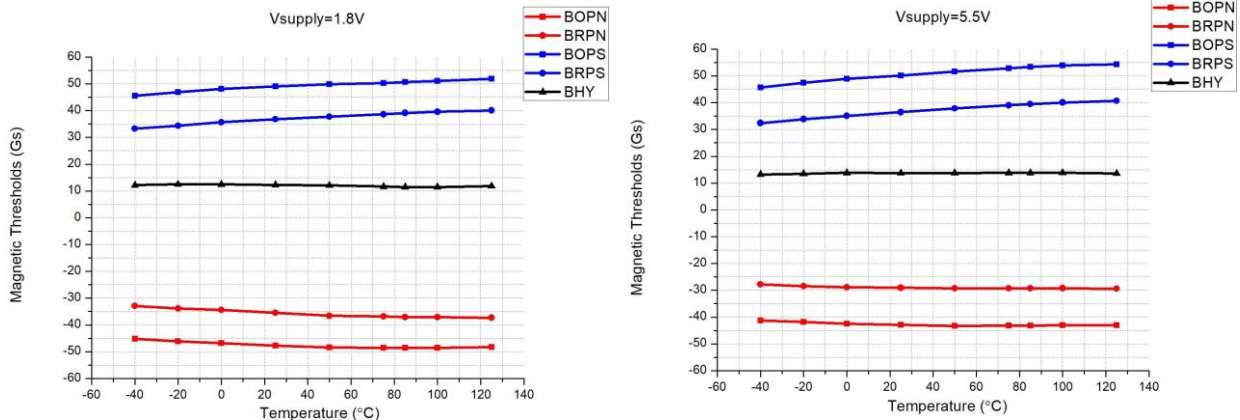 Vsupply=1.8V
BOPN
BRPN
BOPS
BRPS
BHY
Magnetic Thresholds (Gs)
60
50
40
30
20
10
0
-10
-20
-30
-40
-50
-60
-60 -40 -20 0 20 40 60 80 100 120 140
Temperature (°C)
Vsupply=5.5V
BOPN
BRPN
BOPS
BRPS
BHY
Magnetic Thresholds (Gs)
60
50
40
30
20
10
0
-10
-20
-30
-40
-50
-60
-60 -40 -20 0 20 40 60 80 100 120 140
Temperature (°C)